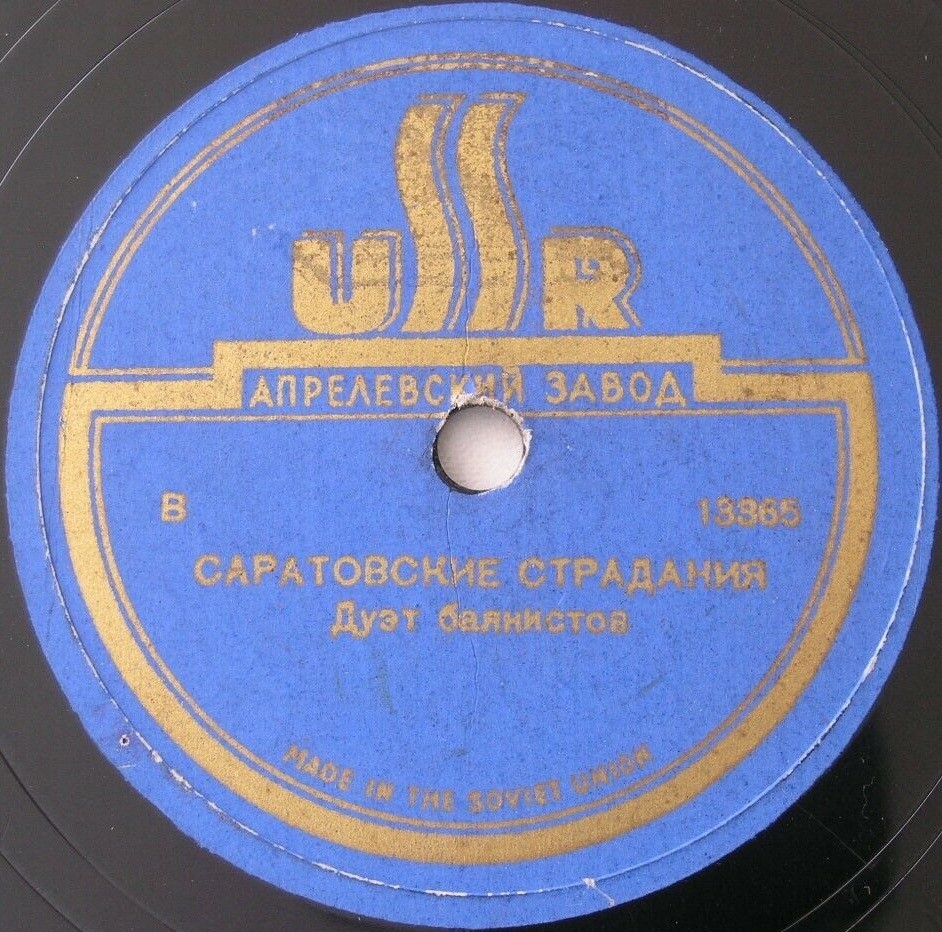 USSR
АПРЕЛЕВСКИЙ ЗАВОД
В 13365
САРАТОВСКИЕ СТРАДАНИЯ
Дуэт баянистов
MADE IN THE SOVIET UNION